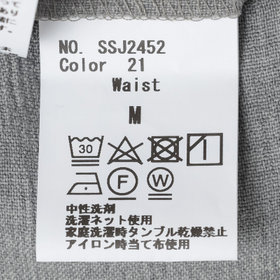 NO. SSJ2452
Color 21
Waist
M
30
F W
中性洗剤
洗濯ネット使用
家庭洗濯時タンブル乾燥禁止
アイロン時当て布使用